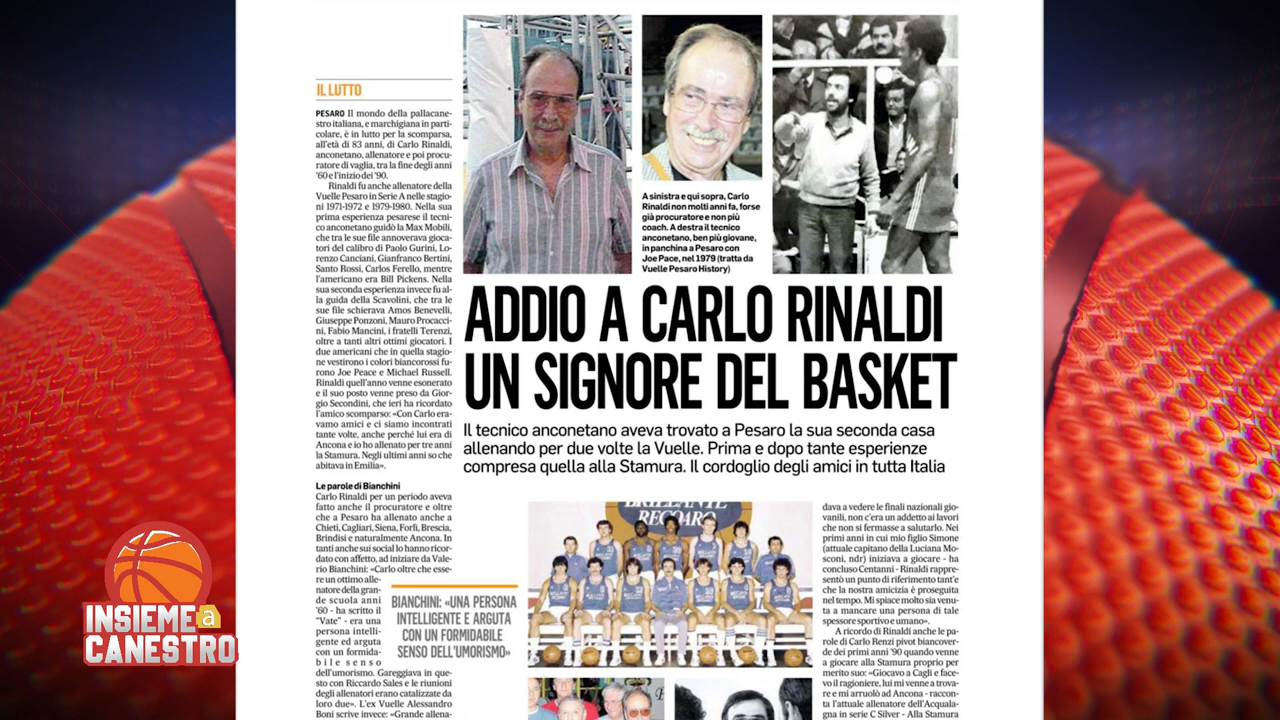 IL LUTTO
PESARO Il mondo della pallacane-
stro italiana, e marchigiana in parti-
colare, è in lutto per la scomparsa,
all'età di 83 anni, di Carlo Rinaldi,
anconetano, allenatore e poi procu-
ratore di vaglia, tra la fine degli anni
'60 e l'inizio dei '90.
Rinaldi fu anche allenatore della
Vuelle Pesaro in Serie A nelle stagio-
ni 1971-1972 e 1979-1980. Nella sua
prima esperienza pesarese il tecni-
co anconetano guidò la Max Mobili,
che tra le sue file annoverava gioca-
tori del calibro di Paolo Gurini, Lo-
renzo Canciani, Gianfranco Bertini,
Santo Rossi, Carlos Ferello, mentre
l'americano era Bill Pickens. Nella
sua seconda esperienza invece fu al-
la guida della Scavolini, che tra le
sue file schierava Amos Benevelli,
Giuseppe Ponzoni, Mauro Procacci-
ni, Fabio Mancini, i fratelli Terenzi,
oltre a tanti altri ottimi giocatori. I
due americani che in quella stagio-
ne vestirono i colori biancorossi fu-
rono Joe Peace e Michael Russell.
Rinaldi quell'anno venne esonerato
e il suo posto venne preso da Gior-
gio Secondini, che ieri ha ricordato
l'amico scomparso: «Con Carlo era-
vamo amici e ci siamo incontrati
tante volte, anche perché lui era di
Ancona e io ho allenato per tre anni
la Stamura. Negli ultimi anni so che
abitava in Emilia».
Le parole di Bianchini
Carlo Rinaldi per un periodo aveva
fatto anche il procuratore e oltre
che a Pesaro ha allenato anche a
Chieti, Cagliari, Siena, Forlì, Brescia,
Brindisi e naturalmente Ancona. In
tanti anche sui social lo hanno ricor-
dato con affetto, ad iniziare da Vale-
rio Bianchini: «Carlo oltre che esse-
re un ottimo alle-
natore della gran-
de scuola anni
'60 - ha scritto il
"Vate" - era una
persona intelli-
gente ed arguta
con un formida-
bile senso
dell'umorismo. Gareggiava in que-
sto con Riccardo Sales e le riunioni
degli allenatori erano catalizzate da
loro due». L'ex Vuelle Alessandro
Boni scrive invece: «Grande allena-
A sinistra e qui sopra, Carlo
Rinaldi non molti anni fa, forse
già procuratore e non più
coach. A destra il tecnico
anconetano, ben più giovane,
in panchina a Pesaro con
Joe Pace, nel 1979 (tratta da
Vuelle Pesaro History)
ADDIO A CARLO RINALDI
UN SIGNORE DEL BASKET
Il tecnico anconetano aveva trovato a Pesaro la sua seconda casa
allenando per due volte la Vuelle. Prima e dopo tante esperienze
compresa quella alla Stamura. Il cordoglio degli amici in tutta Italia
BIANCHINI: «UNA PERSONA
INTELLIGENTE E ARGUTA
CON UN FORMIDABILE
SENSO DELL'UMORISMO»
BRILLANTE
RECOARO
dava a vedere le finali nazionali gio-
vanili, non c'era un addetto ai lavori
che non si fermasse a salutarlo. Nei
primi anni in cui mio figlio Simone
(attuale capitano della Luciana Mo-
sconi, ndr) iniziava a giocare - ha
concluso Centanni - Rinaldi rappre-
sentò un punto di riferimento tant'è
che la nostra amicizia è proseguita
nel tempo. Mi spiace molto sia venu-
ta a mancare una persona di tale
spessore sportivo e umano».
A ricordo di Rinaldi anche le pa-
role di Carlo Renzi pivot biancover-
de dei primi anni '90 quando venne
a giocare alla Stamura proprio per
merito suo: «Giocavo a Cagli e face-
vo il ragioniere, lui mi venne a trova-
re e mi arruolò ad Ancona - raccon-
ta l'attuale allenatore dell'Acquala-
gna in serie C Silver - Alla Stamura
INSIEME a
CANESTRO